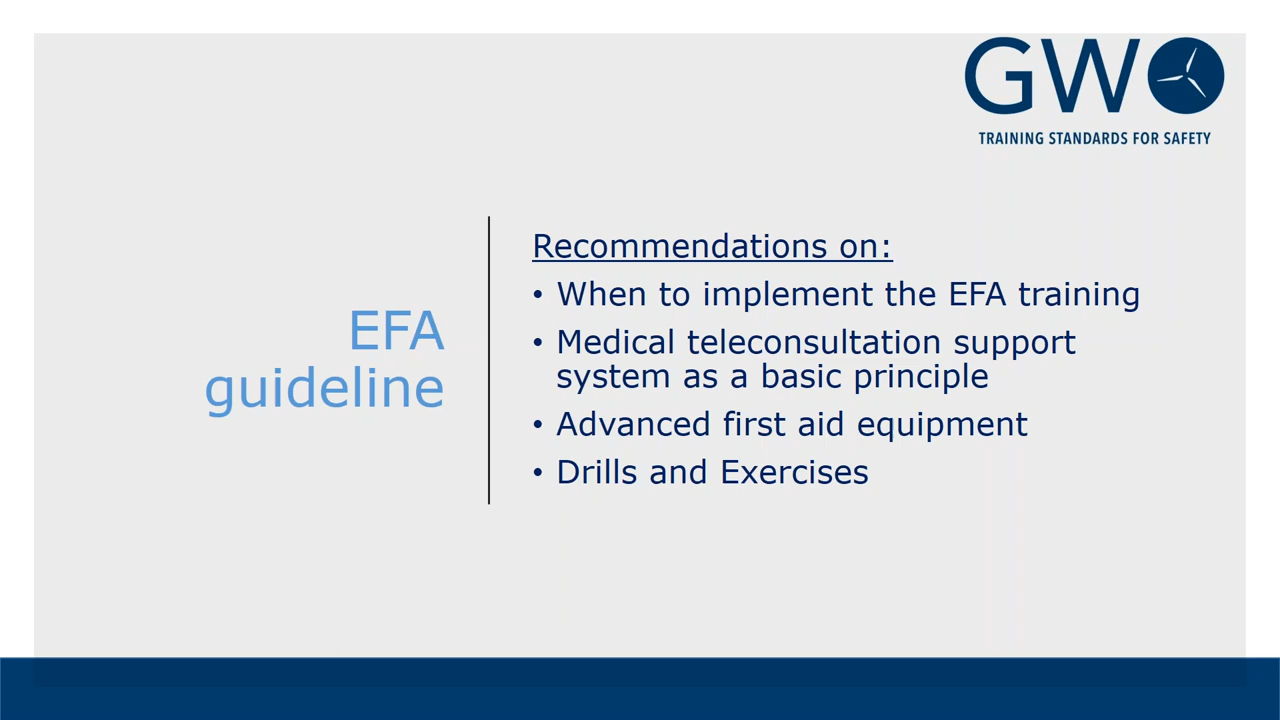 GWO
TRAINING STANDARDS FOR SAFETY
EFA
guideline
Recommendations on:
• When to implement the EFA training
• Medical teleconsultation support
system as a basic principle
• Advanced first aid equipment
• Drills and Exercises